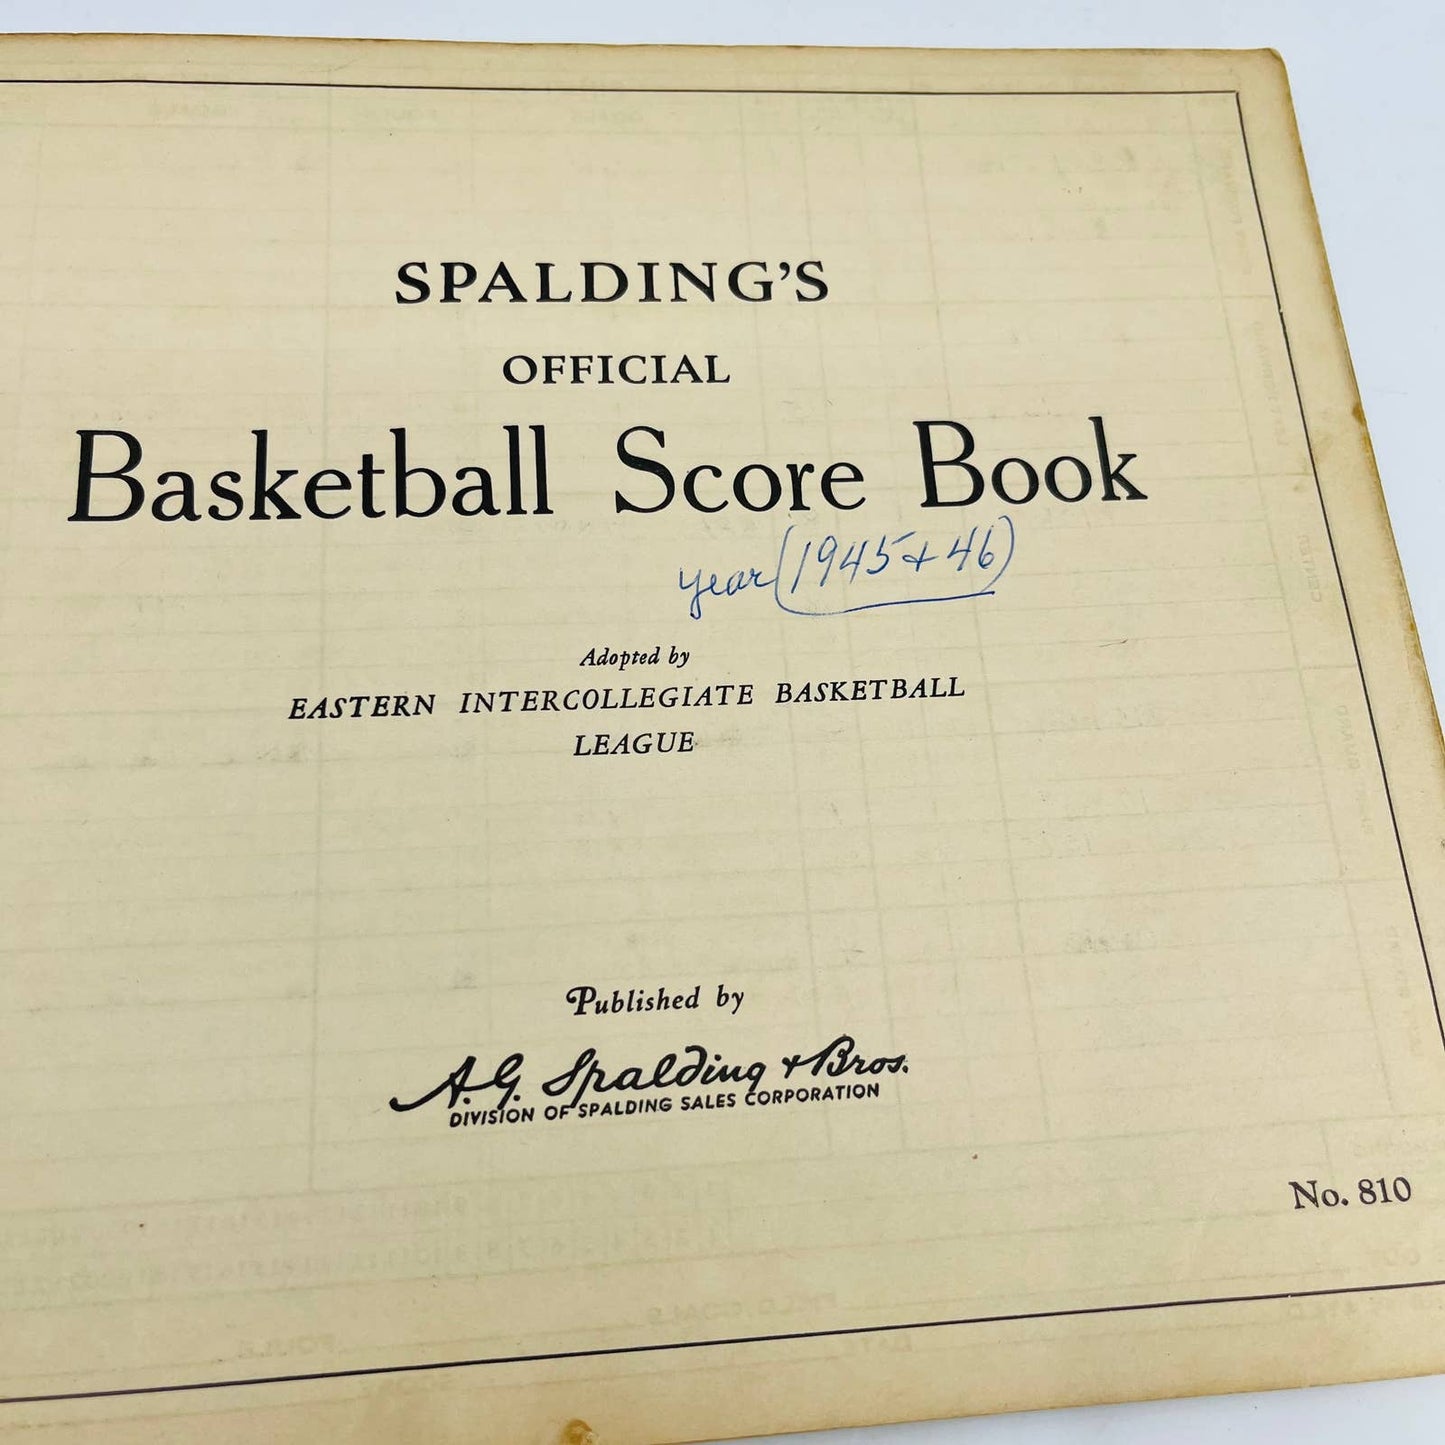 SPALDING'S
OFFICIAL
Basketball Score Book
year (1945 + 46)
Adopted by
EASTERN INTERCOLLEGIATE BASKETBALL
LEAGUE
Published by
A. G. Spalding & Bros.
DIVISION OF SPALDING SALES CORPORATION
No. 810